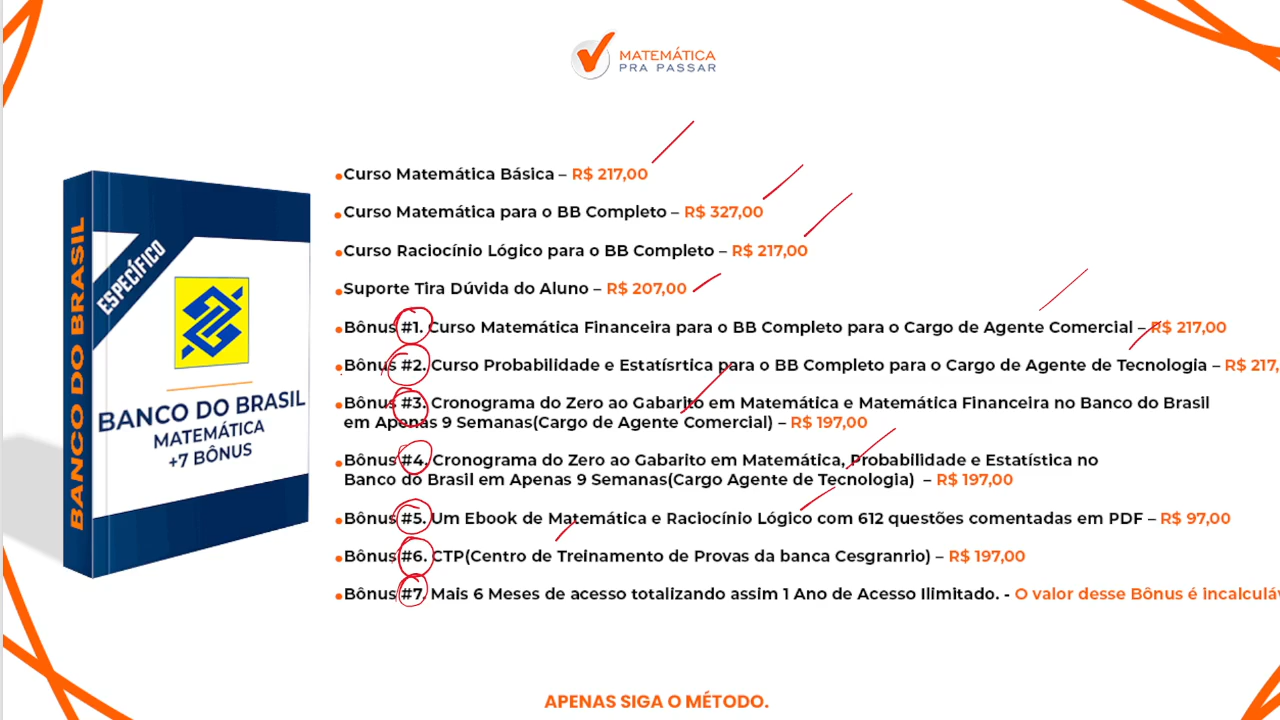 MATEMÁTICA
PRA PASSAR
BANCO DO BRASIL
ESPECÍFICO
BANCO DO BRASIL
MATEMÁTICA
+7 BÔNUS
•Curso Matemática Básica – R$ 217,00
•Curso Matemática para o BB Completo – R$ 327,00
•Curso Raciocínio Lógico para o BB Completo – R$ 217,00
•Suporte Tira Dúvida do Aluno – R$ 207,00
•Bônus #1. Curso Matemática Financeira para o BB Completo para o Cargo de Agente Comercial – R$ 217,00
•Bônus #2. Curso Probabilidade e Estatísrtica para o BB Completo para o Cargo de Agente de Tecnologia – R$ 217,
•Bônus #3. Cronograma do Zero ao Gabarito em Matemática e Matemática Financeira no Banco do Brasil
em Apenas 9 Semanas(Cargo de Agente Comercial) – R$ 197,00
•Bônus #4. Cronograma do Zero ao Gabarito em Matemática, Probabilidade e Estatística no
Banco do Brasil em Apenas 9 Semanas(Cargo Agente de Tecnologia) – R$ 197,00
•Bônus #5. Um Ebook de Matemática e Raciocínio Lógico com 612 questões comentadas em PDF – R$ 97,00
•Bônus #6. CTP(Centro de Treinamento de Provas da banca Cesgranrio) – R$ 197,00
•Bônus #7. Mais 6 Meses de acesso totalizando assim 1 Ano de Acesso Ilimitado. - O valor desse Bônus é
APENAS SIGA O MÉTODO.